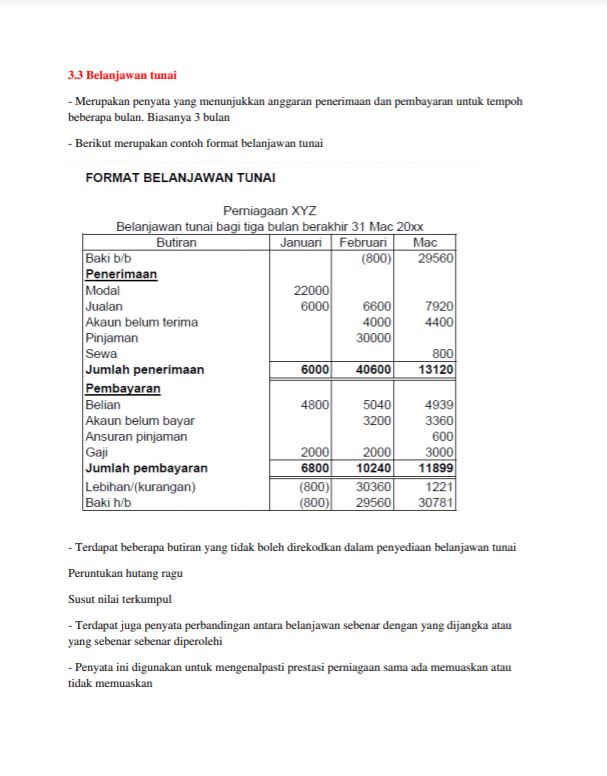 3.3 Belanjawan tunai
- Merupakan penyata yang menunjukkan anggaran penerimaan dan pembayaran untuk tempoh
beberapa bulan. Biasanya 3 bulan
- Berikut merupakan contoh format belanjawan tunai
FORMAT BELANJAWAN TUNAI
Perniagaan XYZ
Belanjawan tunai bagi tiga bulan berakhir 31 Mac 20xx
Butiran Januari Februari Mac
Baki b/b (800) 29560
Penerimaan
Modal 22000
Jualan 6000 6600 7920
Akaun belum terima 4000 4400
Pinjaman 30000
Sewa 800
Jumlah penerimaan 6000 40600 13120
Pembayaran
Belian 4800 5040 4939
Akaun belum bayar 3200 3360
Ansuran pinjaman 600
Gaji 2000 2000 3000
Jumlah pembayaran 6800 10240 11899
Lebihan/(kurangan) (800) 30360 1221
Baki h/b (800) 29560 30781
- Terdapat beberapa butiran yang tidak boleh direkodkan dalam penyediaan belanjawan tunai
Peruntukan hutang ragu
Susut nilai terkumpul
- Terdapat juga penyata perbandingan antara belanjawan sebenar dengan yang dijangka atau
yang sebenar sebenar diperolehi
- Penyata ini digunakan untuk mengenalpasti prestasi perniagaan sama ada memuaskan atau
tidak memuaskan